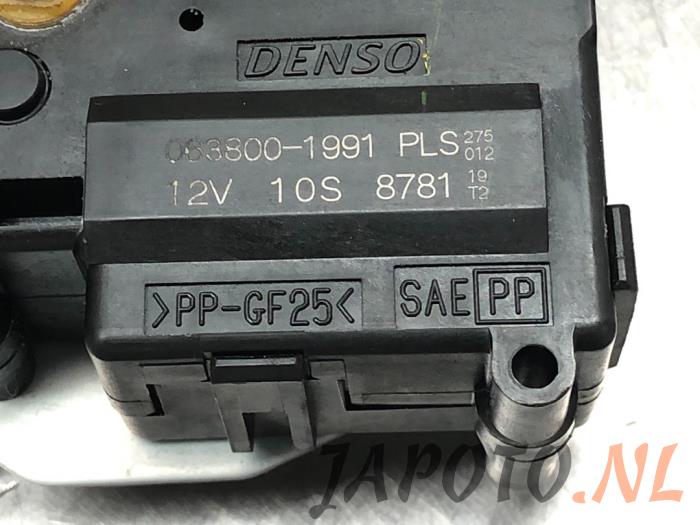 DENSO
063800-1991 PLS 275 012
12V 10S 8781 19 T2
>PP-GF25< SAE PP
JAPOTO.NL